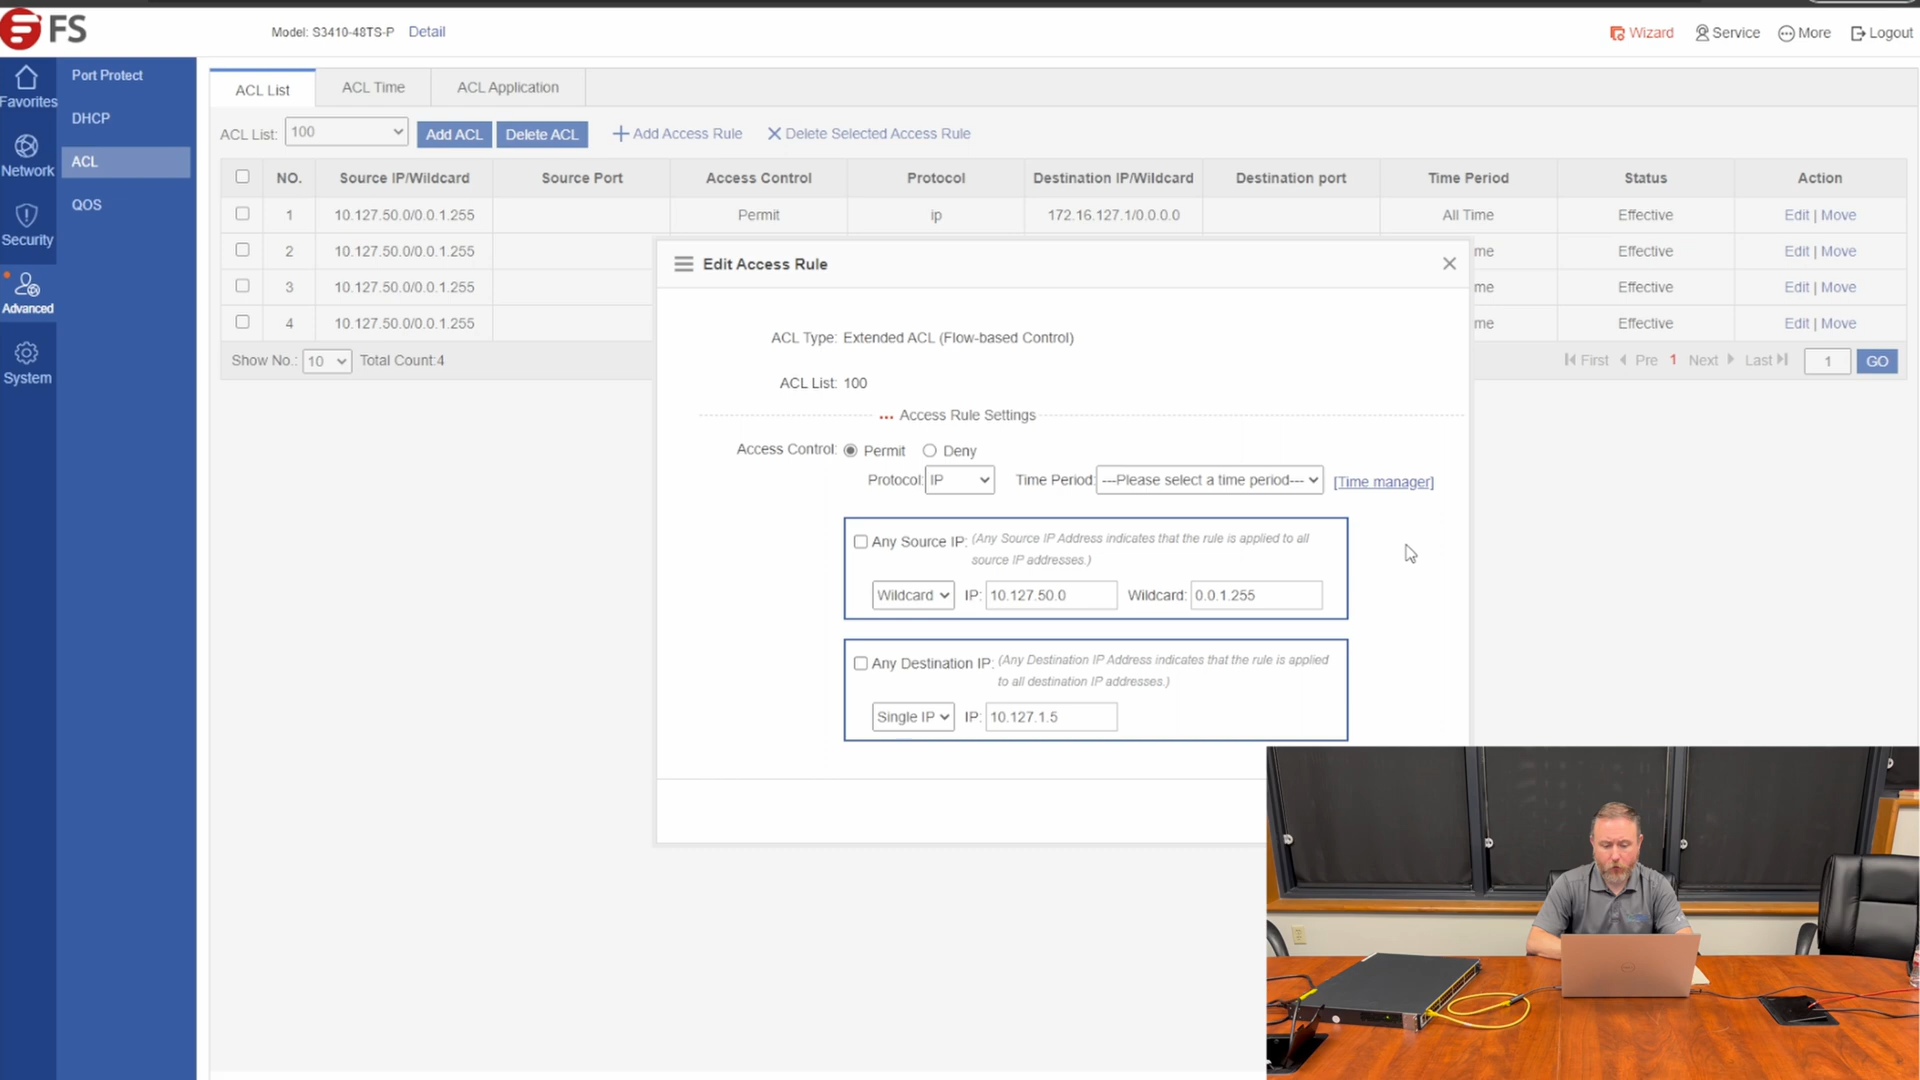 FS
Model: S3410-48TS-P Detail
Wizard Service More Logout
Favorites
Network
Security
Advanced
System
Port Protect
DHCP
ACL
QOS
ACL List ACL Time ACL Application
ACL List: 100 Add ACL Delete ACL Add Access Rule Delete Selected Access Rule
NO. Source IP/Wildcard Source Port Access Control Protocol Destination IP/Wildcard Destination port Time Period Status Action
1 10.127.50.0/0.0.1.255 Permit ip 172.16.127.1/0.0.0.0 All Time Effective Edit | Move
2 10.127.50.0/0.0.1.255 me Effective Edit | Move
3 10.127.50.0/0.0.1.255 me Effective Edit | Move
4 10.127.50.0/0.0.1.255 me Effective Edit | Move
Show No.: 10 Total Count:4 First Pre 1 Next Last 1 GO
Edit Access Rule
ACL Type: Extended ACL (Flow-based Control)
ACL List: 100
... Access Rule Settings
Access Control: Permit Deny
Protocol: IP Time Period: ---Please select a time period--- [Time manager]
Any Source IP: (Any Source IP Address indicates that the rule is applied to all
source IP addresses.)
Wildcard IP: 10.127.50.0 Wildcard: 0.0.1.255
Any Destination IP: (Any Destination IP Address indicates that the rule is applied
to all destination IP addresses.)
Single IP IP: 10.127.1.5